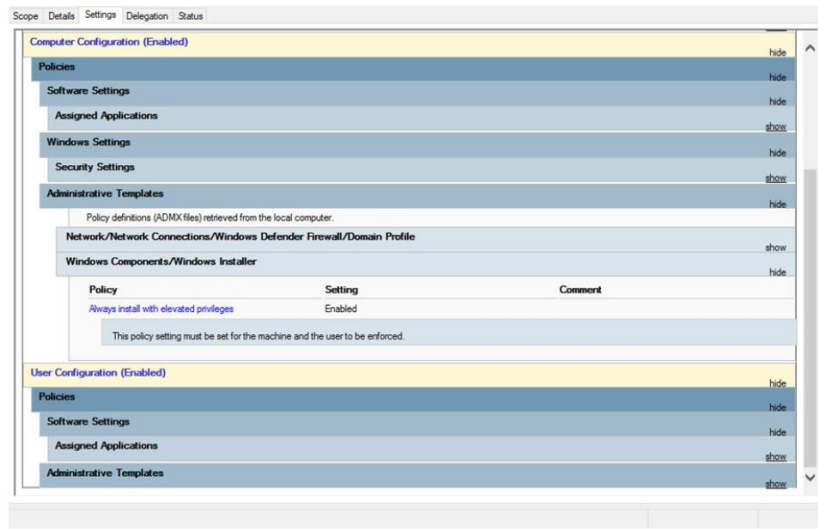 Scope Details Settings Delegation Status
Computer Configuration (Enabled)
hide
Policies
hide
Software Settings
hide
Assigned Applications
show
Windows Settings
hide
Security Settings
show
Administrative Templates
hide
Policy definitions (ADMX files) retrieved from the local computer.
Network/Network Connections/Windows Defender Firewall/Domain Profile
show
Windows Components/Windows Installer
hide
Policy Setting Comment
Always install with elevated privileges Enabled
This policy setting must be set for the machine and the user to be enforced.
User Configuration (Enabled)
hide
Policies
hide
Software Settings
hide
Assigned Applications
show
Administrative Templates
show